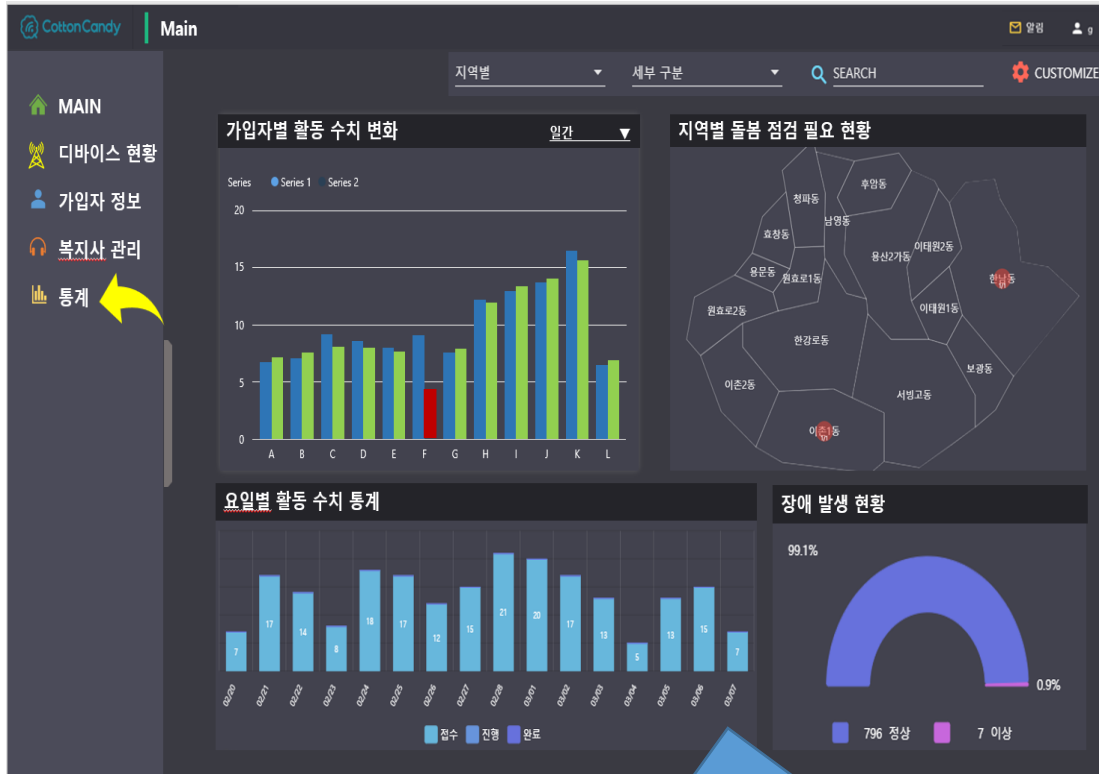 CottonCandy
Main
알림
g
지역별
세부 구분
SEARCH
CUSTOMIZE
MAIN
디바이스 현황
가입자 정보
복지사 관리
통계
가입자별 활동 수치 변화
일간
Series
Series 1
Series 2
20
15
10
5
0
A B C D E F G H I J K L
지역별 돌봄 점검 필요 현황
후암동
청파동
남영동
효창동
이태원2동
용산2가동
용문동
원효로1동
한남동
원효로2동
이태원1동
한강로동
보광동
이촌2동
서빙고동
이촌1동
요일별 활동 수치 통계
7 17 14 8 18 17 12 15 21 20 17 13 5 13 15 7
02/20 02/21 02/22 02/23 02/24 02/25 02/26 02/27 02/28 03/01 03/02 03/03 03/04 03/05 03/06 03/07
접수 진행 완료
장애 발생 현황
99.1%
0.9%
796 정상
7 이상